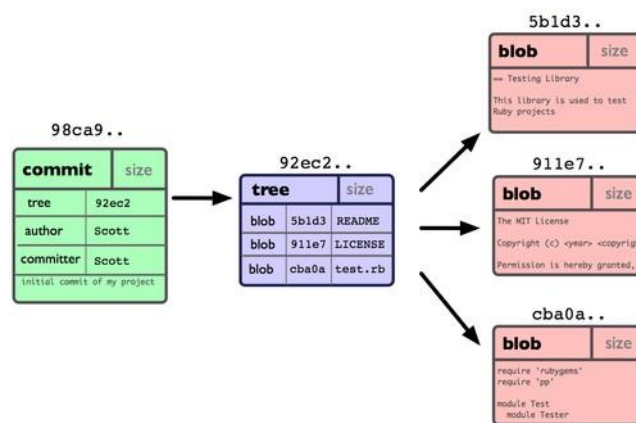 98ca9..
commit size
tree 92ec2
author Scott
committer Scott
initial commit of my project
92ec2..
tree size
blob 5b1d3 README
blob 911e7 LICENSE
blob cba0a test.rb
5b1d3..
blob size
== Testing Library
This library is used to test
Ruby projects
911e7..
blob size
The MIT License
Copyright (c) <year> <copyrigh
Permission is hereby granted,
cba0a..
blob size
require 'rubygems'
require 'pp'
module Test
module Tester